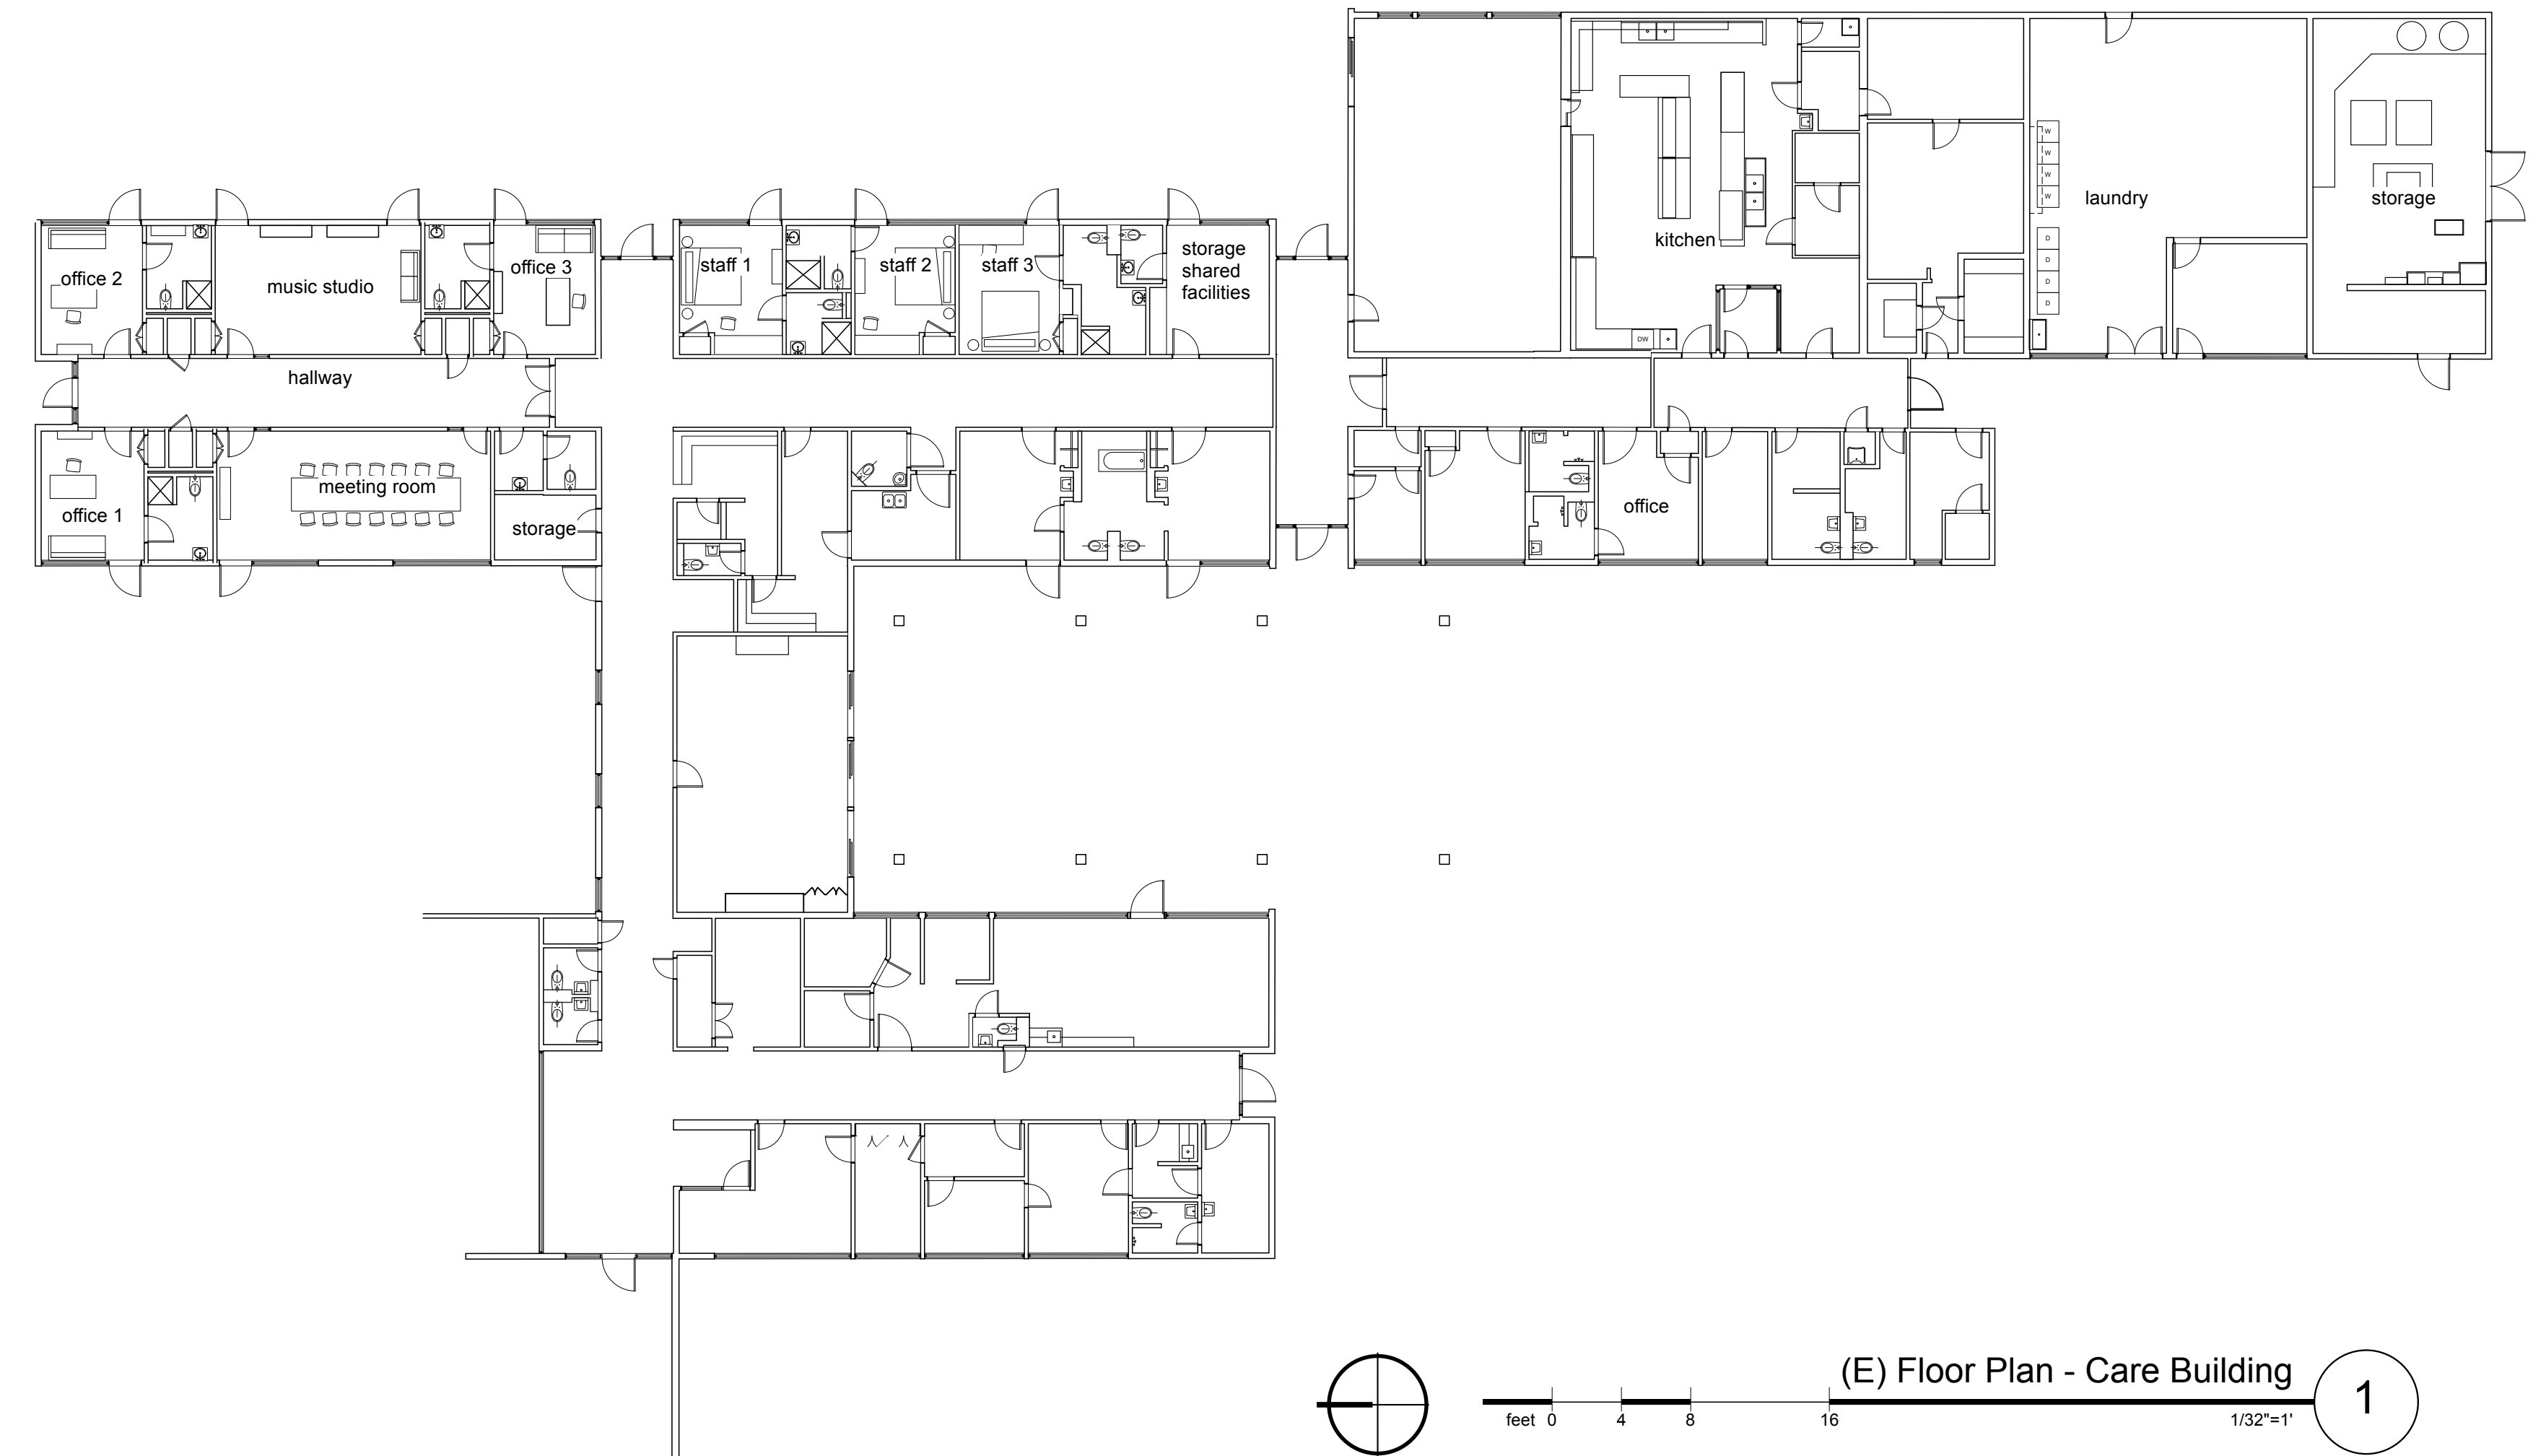 office 2
music studio
office 3
staff 1
staff 2
staff 3
storage
shared
facilities
kitchen
DW
W
W
W
W
D
D
D
D
laundry
storage
hallway
office 1
meeting room
storage
office
(E) Floor Plan - Care Building
feet 0 4 8 16
1/32"=1'
1